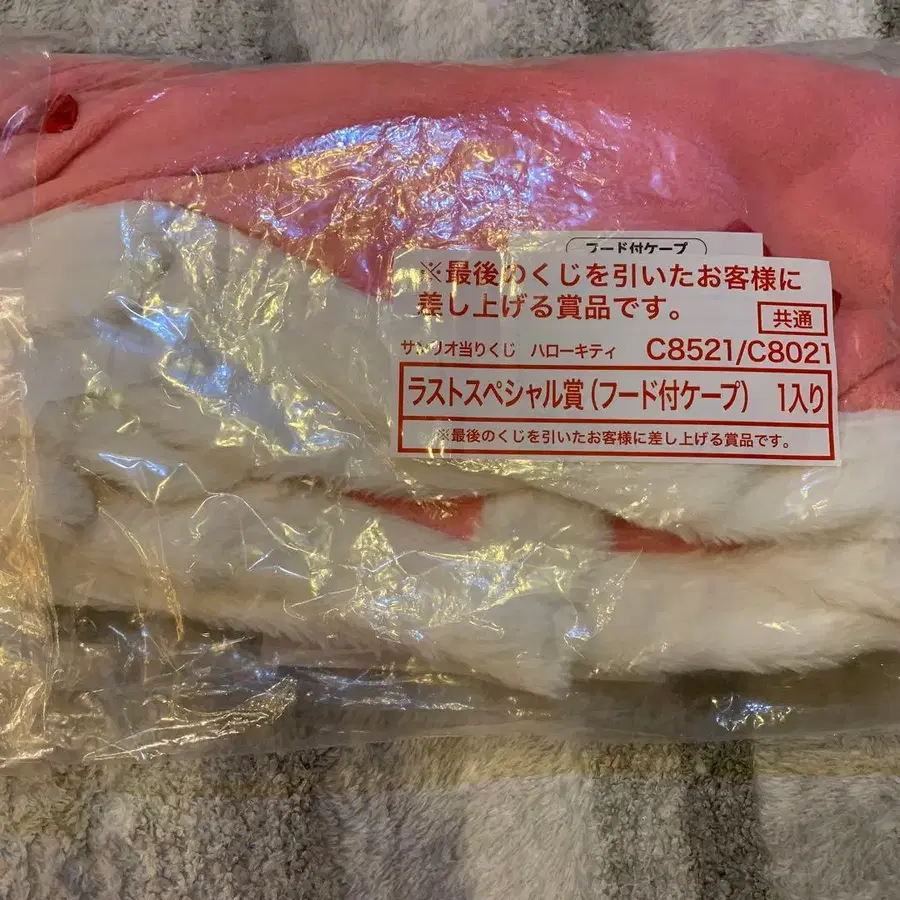 フード付ケープ
※最後のくじを引いたお客様に
差し上げる賞品です。
共通
サンリオ当りくじ ハローキティ C8521/C8021
ラストスペシャル賞(フード付ケープ) 1入り
※最後のくじを引いたお客様に差し上げる賞品です。